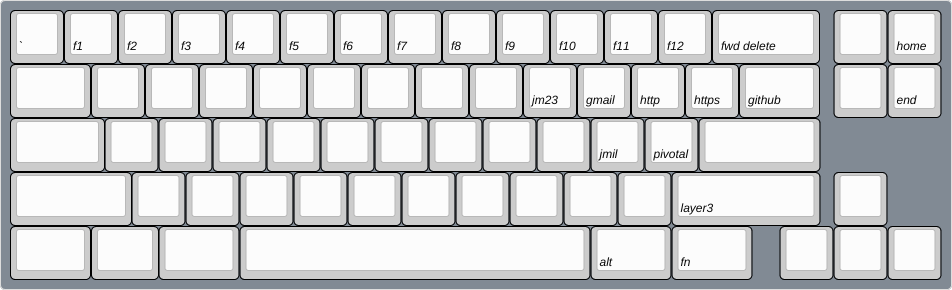 ` f1 f2 f3 f4 f5 f6 f7 f8 f9 f10 f11 f12 fwd delete home
jm23 gmail http https github end
jmil pivotal
layer3
alt fn